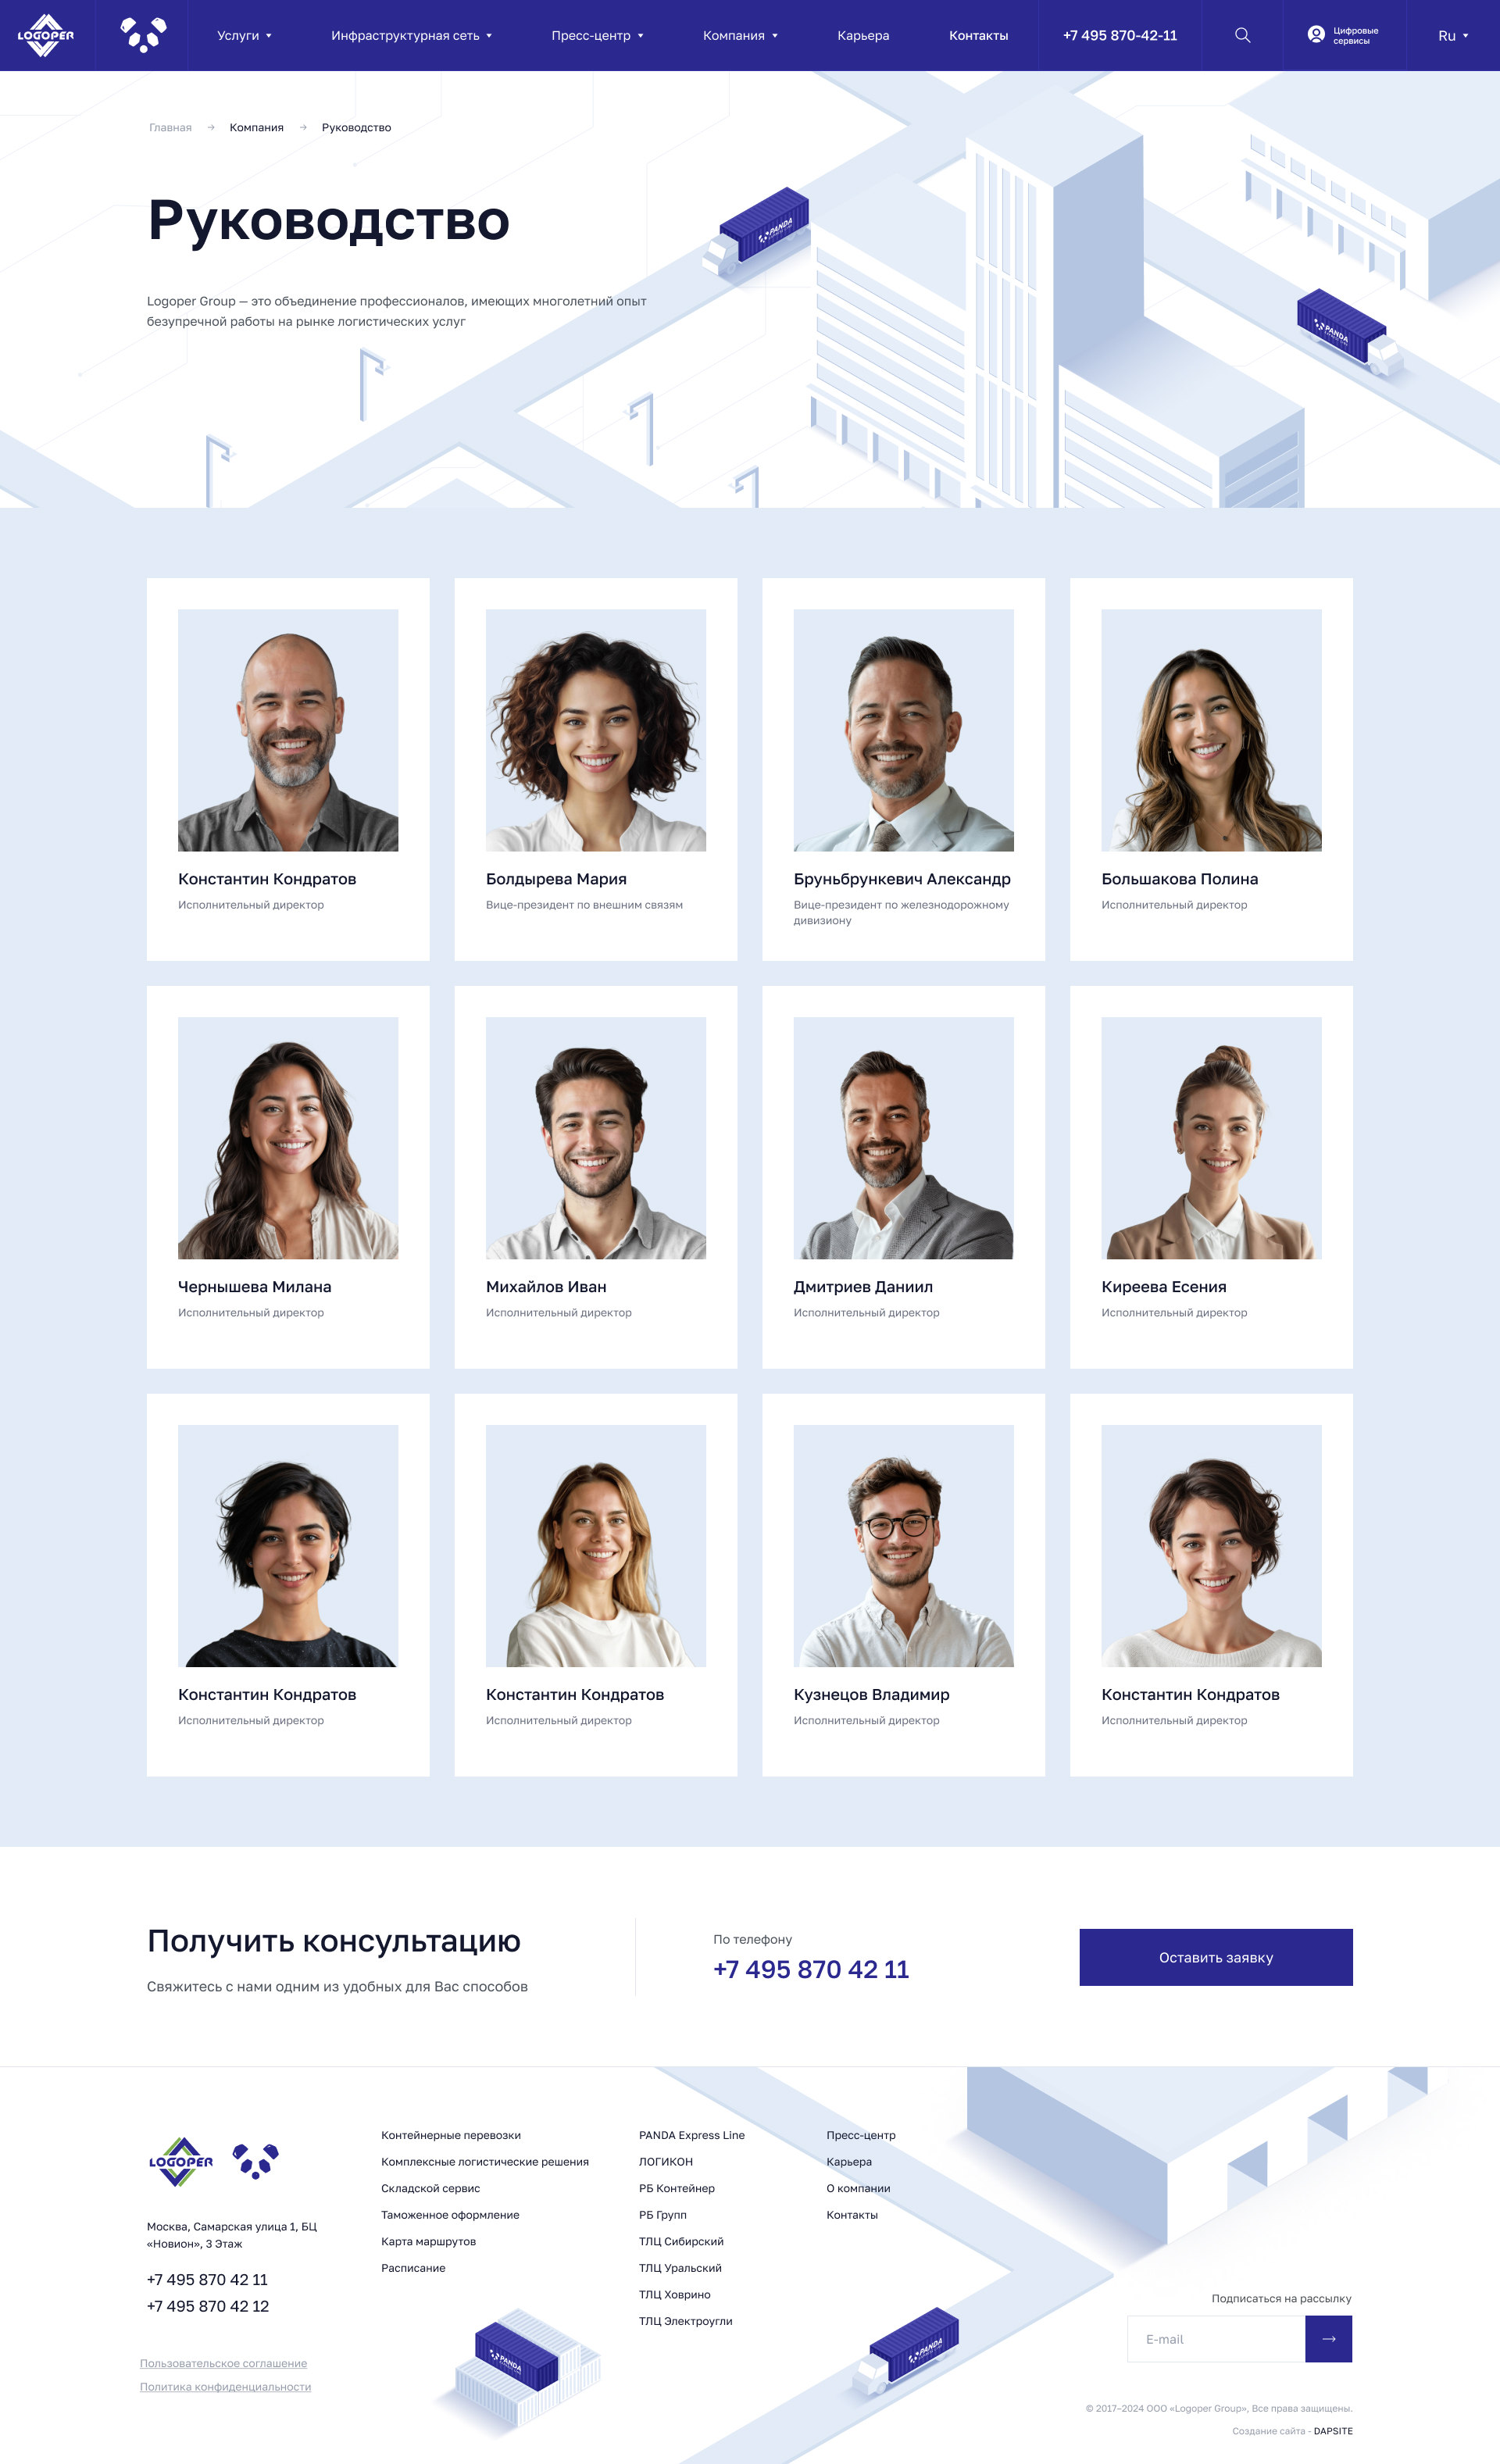 LOGOPER
Услуги
Инфраструктурная сеть
Пресс-центр
Компания
Карьера
Контакты
+7 495 870-42-11
Цифровые
сервисы
Ru
Главная → Компания → Руководство
Руководство
Logoper Group — это объединение профессионалов, имеющих многолетний опыт
безупречной работы на рынке логистических услуг
PANDA
PANDA
Константин Кондратов
Исполнительный директор
Болдырева Мария
Вице-президент по внешним связям
Бруньбрункевич Александр
Вице-президент по железнодорожному
дивизиону
Большакова Полина
Исполнительный директор
Чернышева Милана
Исполнительный директор
Михайлов Иван
Исполнительный директор
Дмитриев Даниил
Исполнительный директор
Киреева Есения
Исполнительный директор
Константин Кондратов
Исполнительный директор
Константин Кондратов
Исполнительный директор
Кузнецов Владимир
Исполнительный директор
Константин Кондратов
Исполнительный директор
Получить консультацию
Свяжитесь с нами одним из удобных для Вас способов
По телефону
+7 495 870 42 11
Оставить заявку
LOGOPER
Москва, Самарская улица 1, БЦ
«Новион», 3 Этаж
+7 495 870 42 11
+7 495 870 42 12
Пользовательское соглашение
Политика конфиденциальности
Контейнерные перевозки
Комплексные логистические решения
Складской сервис
Таможенное оформление
Карта маршрутов
Расписание
PANDA Express Line
ЛОГИКОН
РБ Контейнер
РБ Групп
ТЛЦ Сибирский
ТЛЦ Уральский
ТЛЦ Ховрино
ТЛЦ Электроугли
Пресс-центр
Карьера
О компании
Контакты
PANDA
PANDA
Подписаться на рассылку
E-mail
© 2017–2024 ООО «Logoper Group», Все права защищены.
Создание сайта - DAPSITE